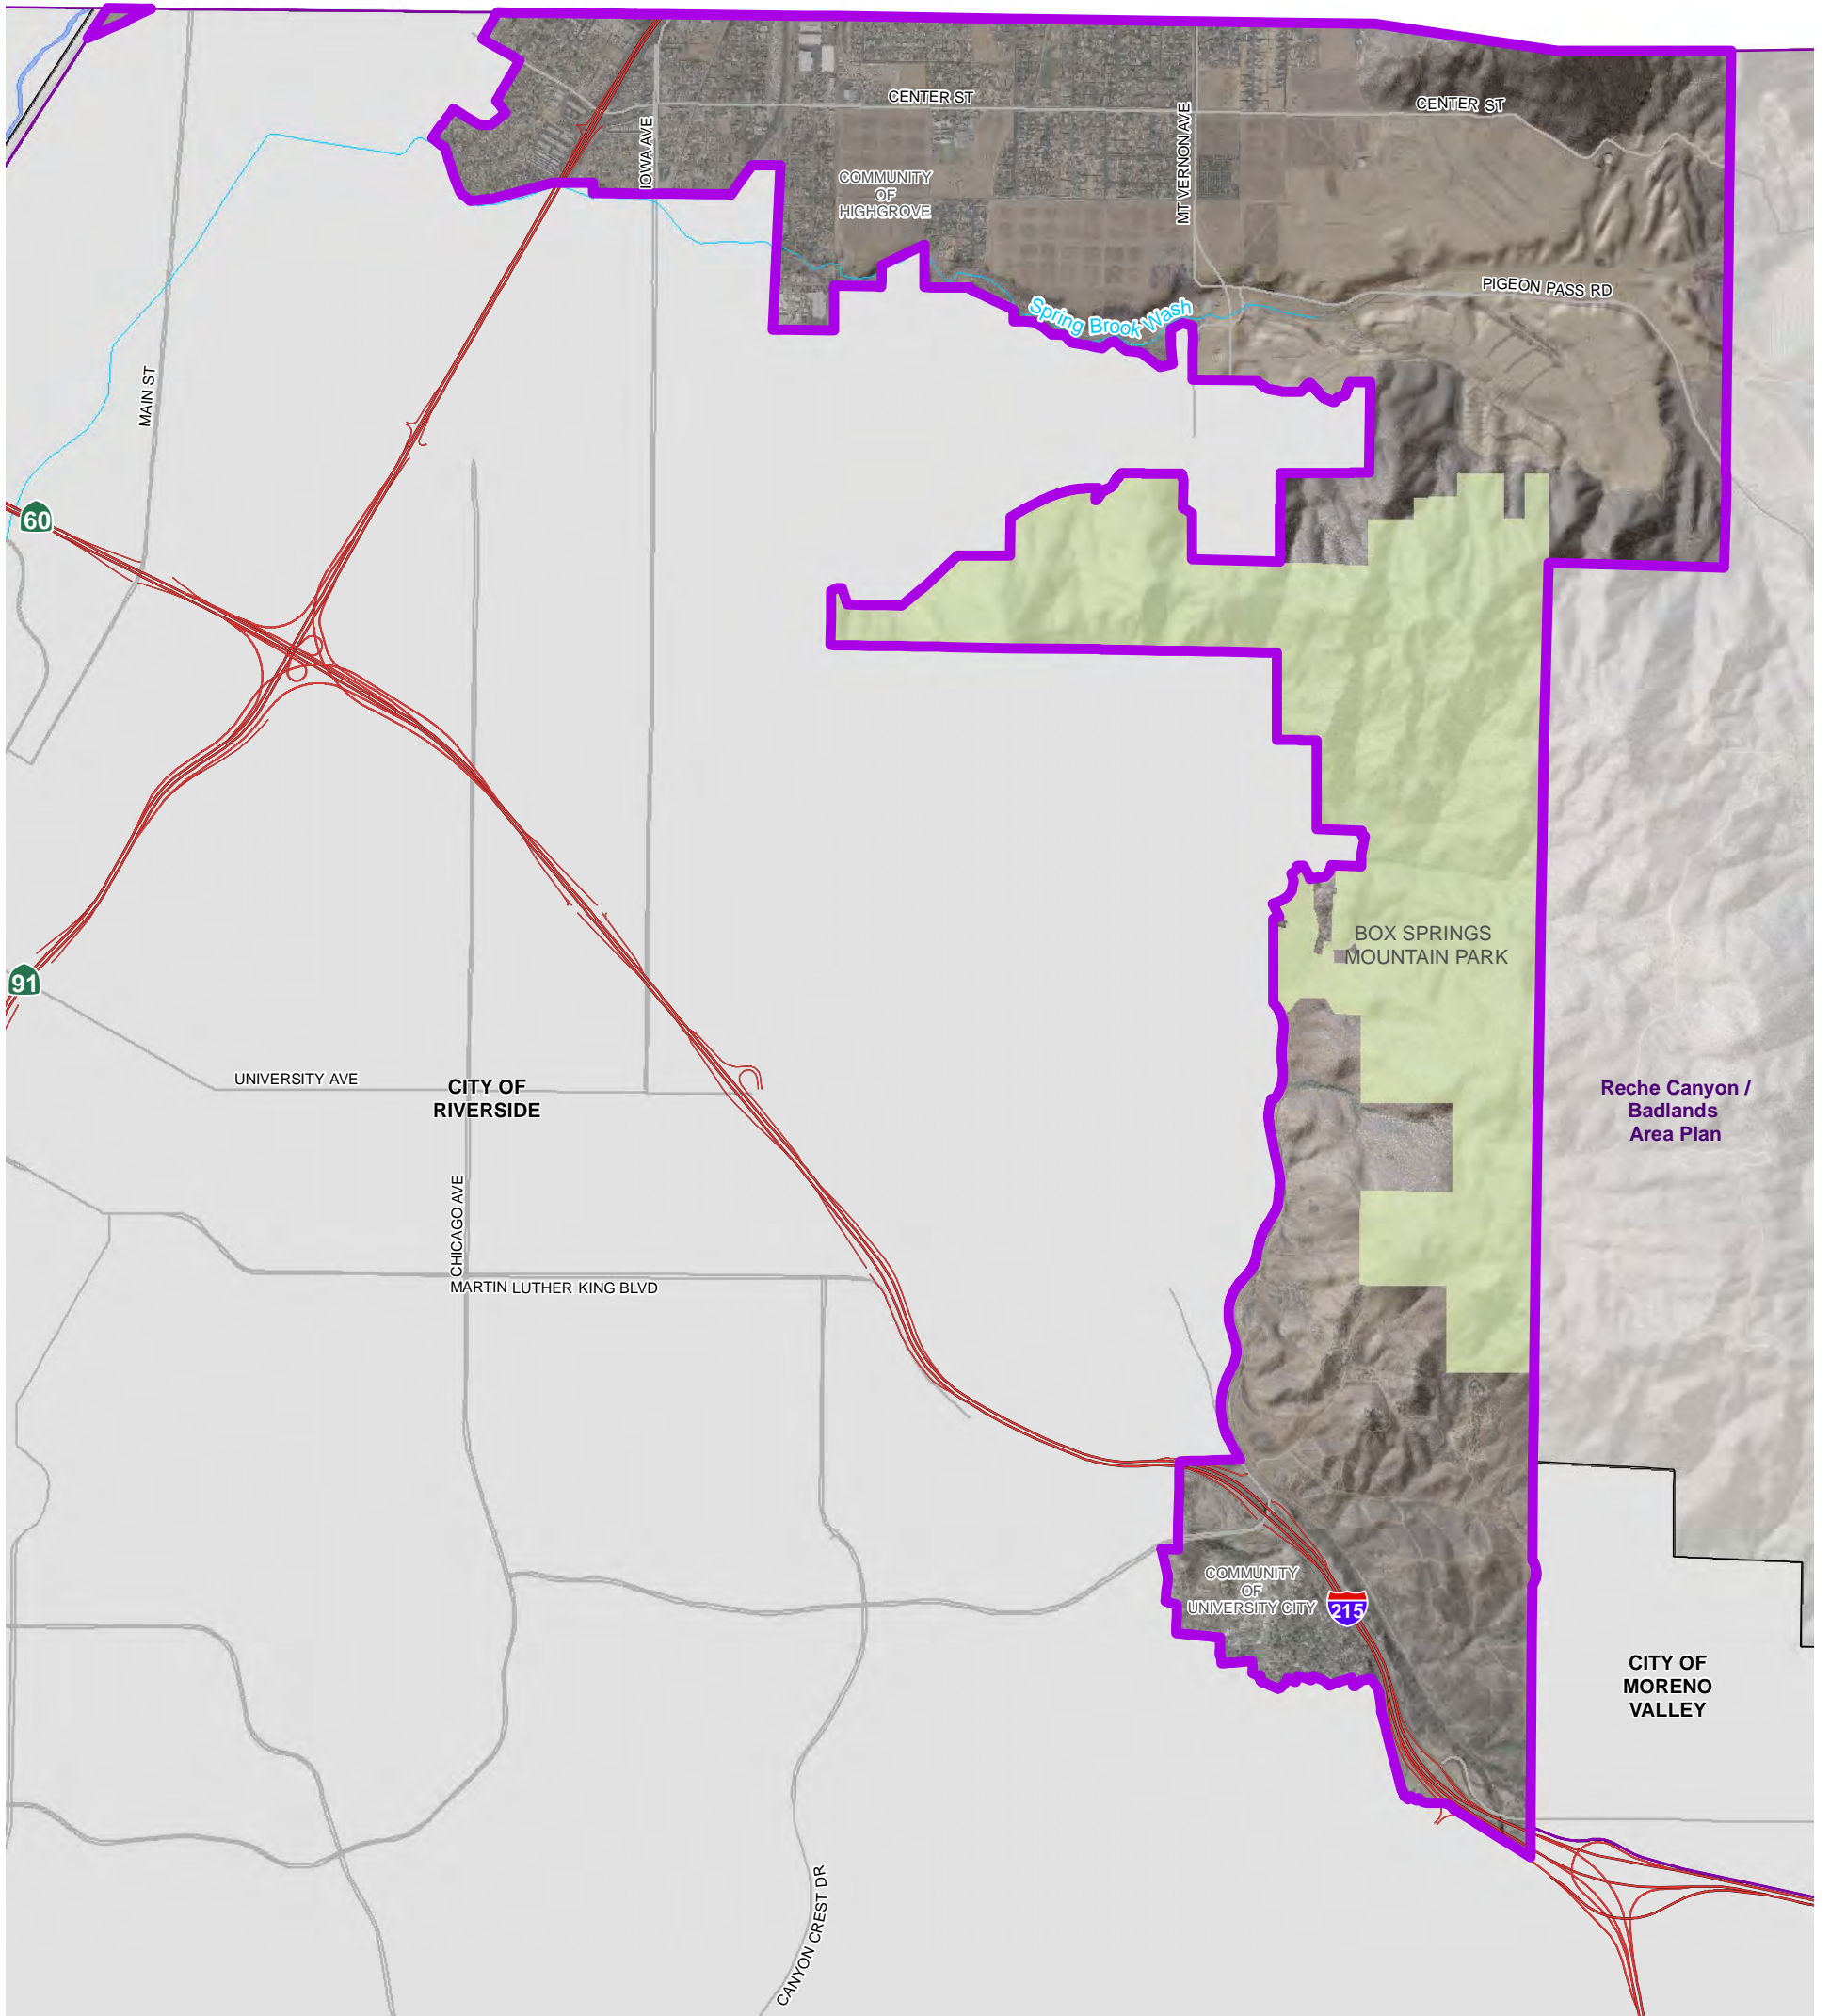 CENTER ST
CENTER ST
IOWA AVE
MT VERNON AVE
COMMUNITY
OF
HIGHGROVE
PIGEON PASS RD
Spring Brook Wash
MAIN ST
60
BOX SPRINGS
MOUNTAIN PARK
91
UNIVERSITY AVE
CITY OF
RIVERSIDE
Reche Canyon /
Badlands
Area Plan
CHICAGO AVE
MARTIN LUTHER KING BLVD
COMMUNITY
OF
UNIVERSITY CITY
215
CITY OF
MORENO
VALLEY
CANYON CREST DR